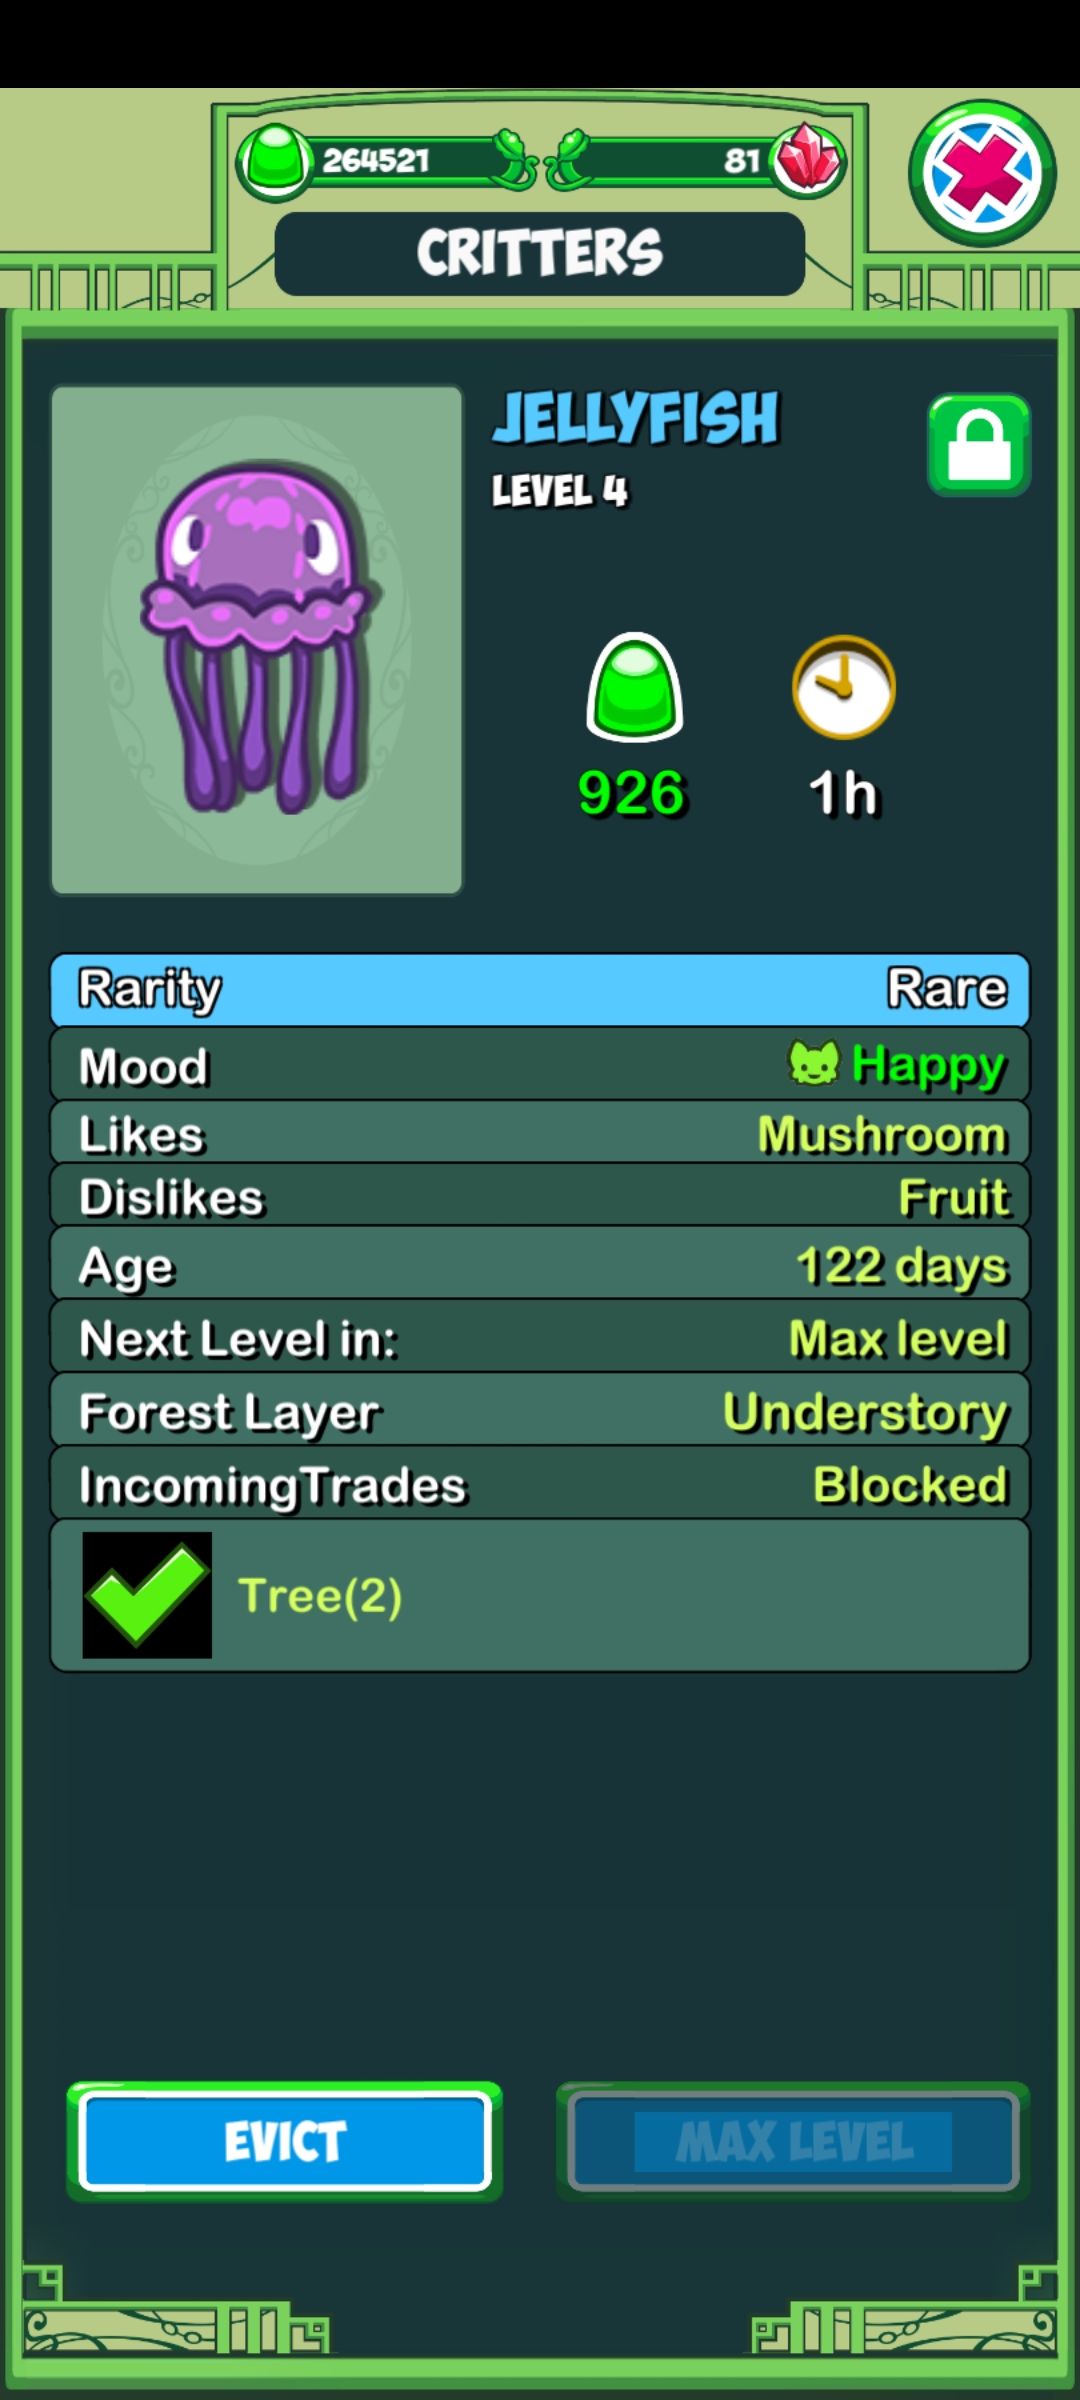 264521 81
CRITTERS
JELLYFISH
LEVEL 4
926 1h
Rarity Rare
Mood Happy
Likes Mushroom
Dislikes Fruit
Age 122 days
Next Level in: Max level
Forest Layer Understory
IncomingTrades Blocked
Tree(2)
EVICT MAX LEVEL